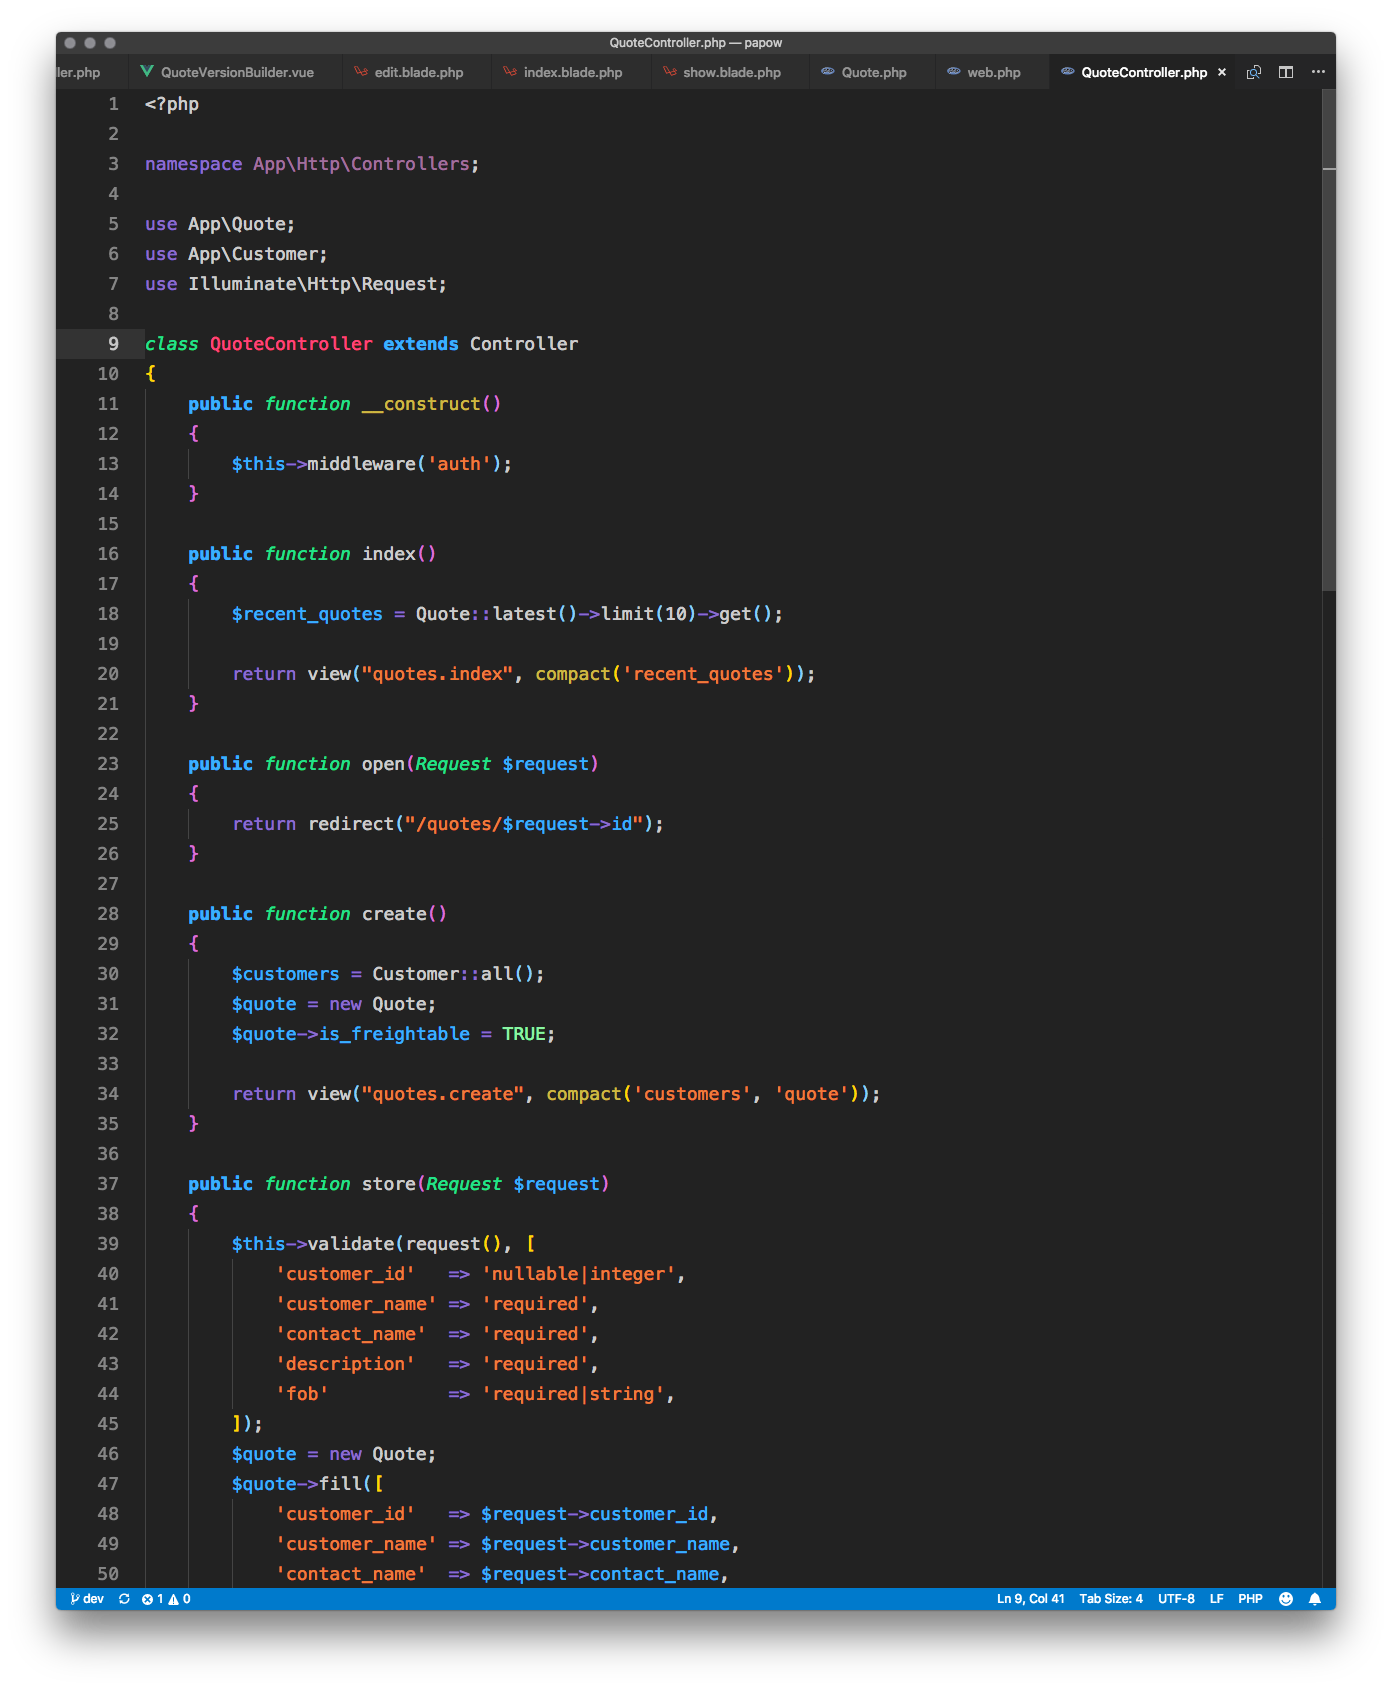 QuoteController.php — papow
ler.php QuoteVersionBuilder.vue edit.blade.php index.blade.php show.blade.php Quote.php web.php QuoteController.php ×
1 <?php
2
3 namespace App\Http\Controllers;
4
5 use App\Quote;
6 use App\Customer;
7 use Illuminate\Http\Request;
8
9 class QuoteController extends Controller
10 {
11     public function __construct()
12     {
13         $this->middleware('auth');
14     }
15
16     public function index()
17     {
18         $recent_quotes = Quote::latest()->limit(10)->get();
19
20         return view("quotes.index", compact('recent_quotes'));
21     }
22
23     public function open(Request $request)
24     {
25         return redirect("/quotes/$request->id");
26     }
27
28     public function create()
29     {
30         $customers = Customer::all();
31         $quote = new Quote;
32         $quote->is_freightable = TRUE;
33
34         return view("quotes.create", compact('customers', 'quote'));
35     }
36
37     public function store(Request $request)
38     {
39         $this->validate(request(), [
40             'customer_id'   => 'nullable|integer',
41             'customer_name' => 'required',
42             'contact_name'  => 'required',
43             'description'   => 'required',
44             'fob'           => 'required|string',
45         ]);
46         $quote = new Quote;
47         $quote->fill([
48             'customer_id'   => $request->customer_id,
49             'customer_name' => $request->customer_name,
50             'contact_name'  => $request->contact_name,
dev 1 0 Ln 9, Col 41 Tab Size: 4 UTF-8 LF PHP